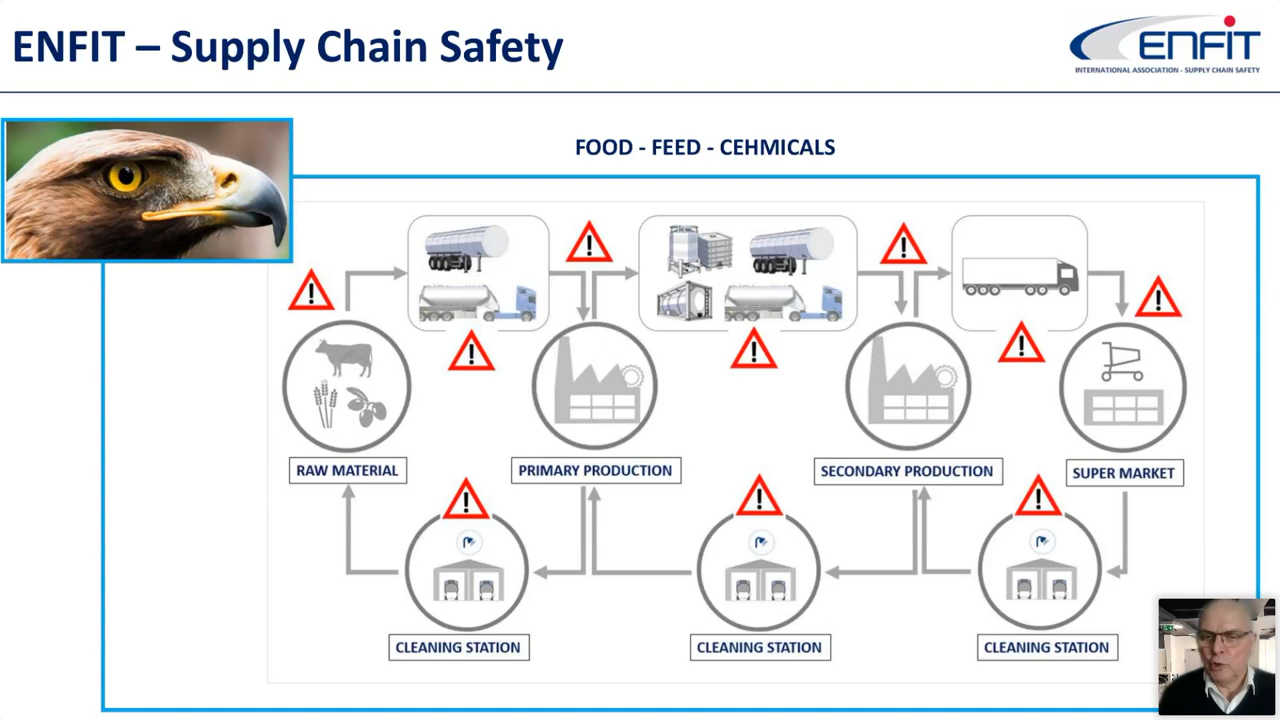 ENFIT – Supply Chain Safety
ENFIT
INTERNATIONAL ASSOCIATION - SUPPLY CHAIN SAFETY
FOOD - FEED - CEHMICALS
RAW MATERIAL
PRIMARY PRODUCTION
SECONDARY PRODUCTION
SUPER MARKET
CLEANING STATION
CLEANING STATION
CLEANING STATION